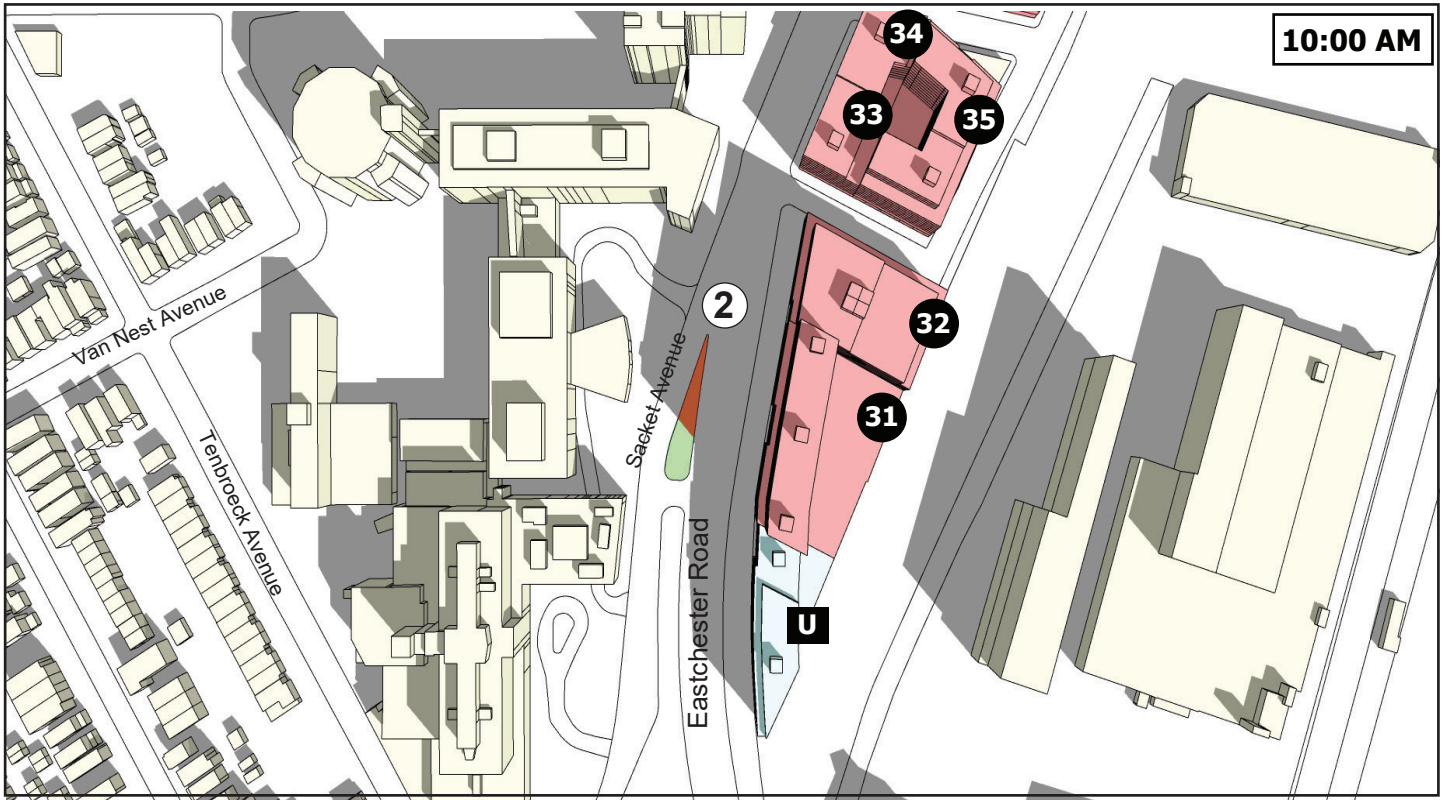 10:00 AM
34
33
35
2
32
31
Van Nest Avenue
Sacket Avenue
Tenbroeck Avenue
Eastchester Road
U